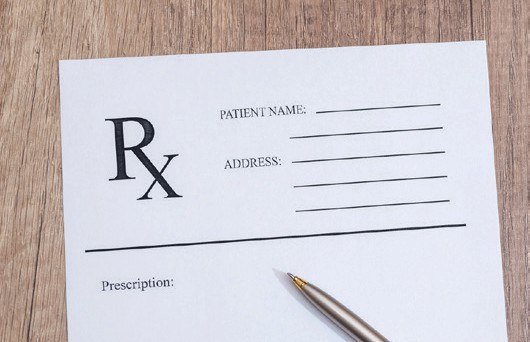 Rx
PATIENT NAME:
ADDRESS:
Prescription: